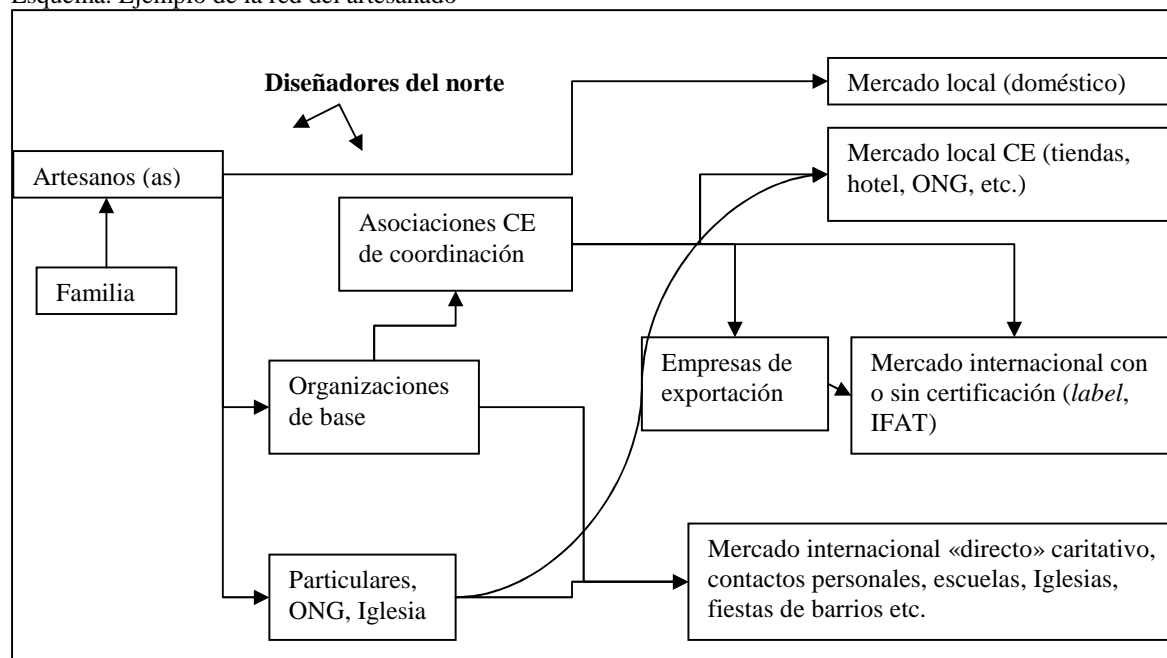 Esquema: Ejemplo de la red del artesanado
Diseñadores del norte
Mercado local (doméstico)
Artesanos (as)
Mercado local CE (tiendas,
hotel, ONG, etc.)
Asociaciones CE
de coordinación
Familia
Organizaciones
de base
Empresas de
exportación
Mercado internacional con
o sin certificación (label,
IFAT)
Particulares,
ONG, Iglesia
Mercado internacional «directo» caritativo,
contactos personales, escuelas, Iglesias,
fiestas de barrios etc.